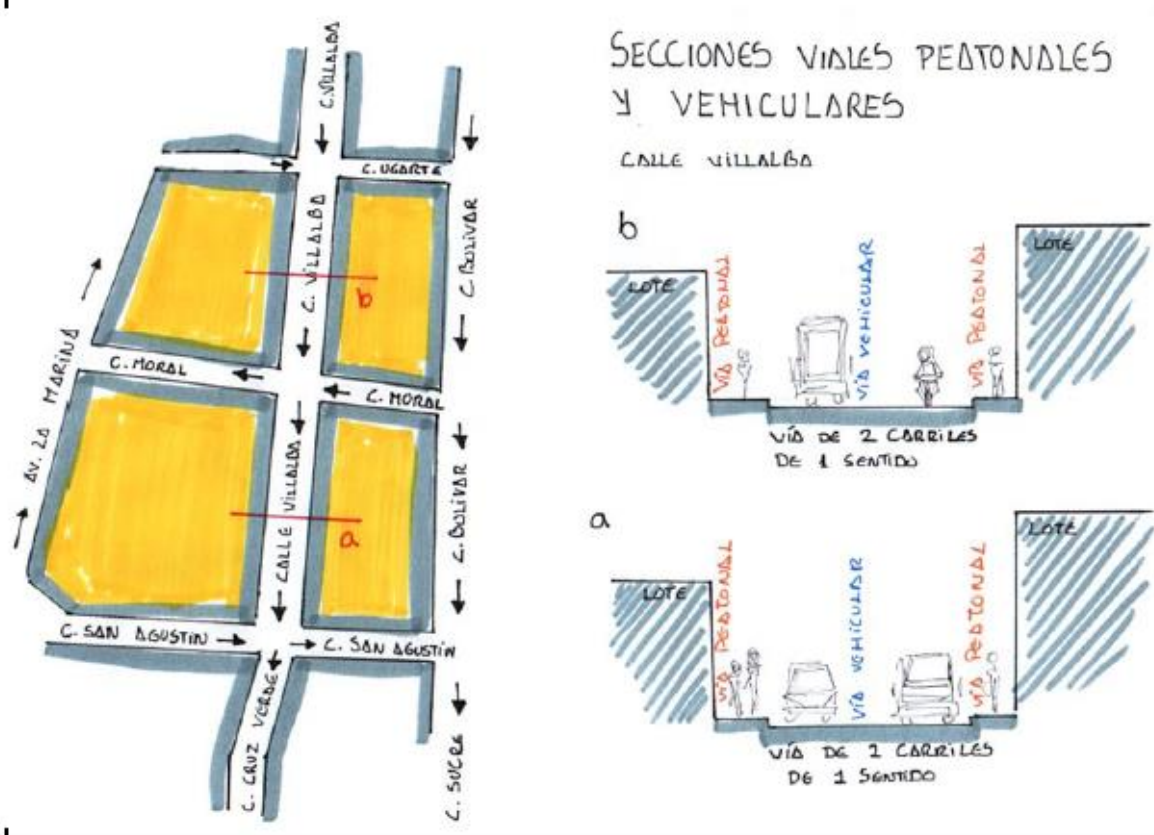 C. VILLALBA
C. UGARTE
C. VILLALBA
C. BOLIVAR
b
AV. LA MARINA
C. MORAL
C. MORAL
CALLE VILLALBA
C. BOLIVAR
a
C. SAN AGUSTIN
C. SAN AGUSTIN
C. CRUZ VERDE
C. SUCRE
SECCIONES VIALES PEATONALES
Y VEHICULARES
CALLE VILLALBA
b
LOTE
VÍA PEATONAL
VÍA VEHICULAR
VÍA PEATONAL
LOTE
VÍA DE 2 CARRILES
DE 1 SENTIDO
a
LOTE
VÍA PEATONAL
VÍA VEHICULAR
VÍA PEATONAL
LOTE
VÍA DE 2 CARRILES
DE 1 SENTIDO